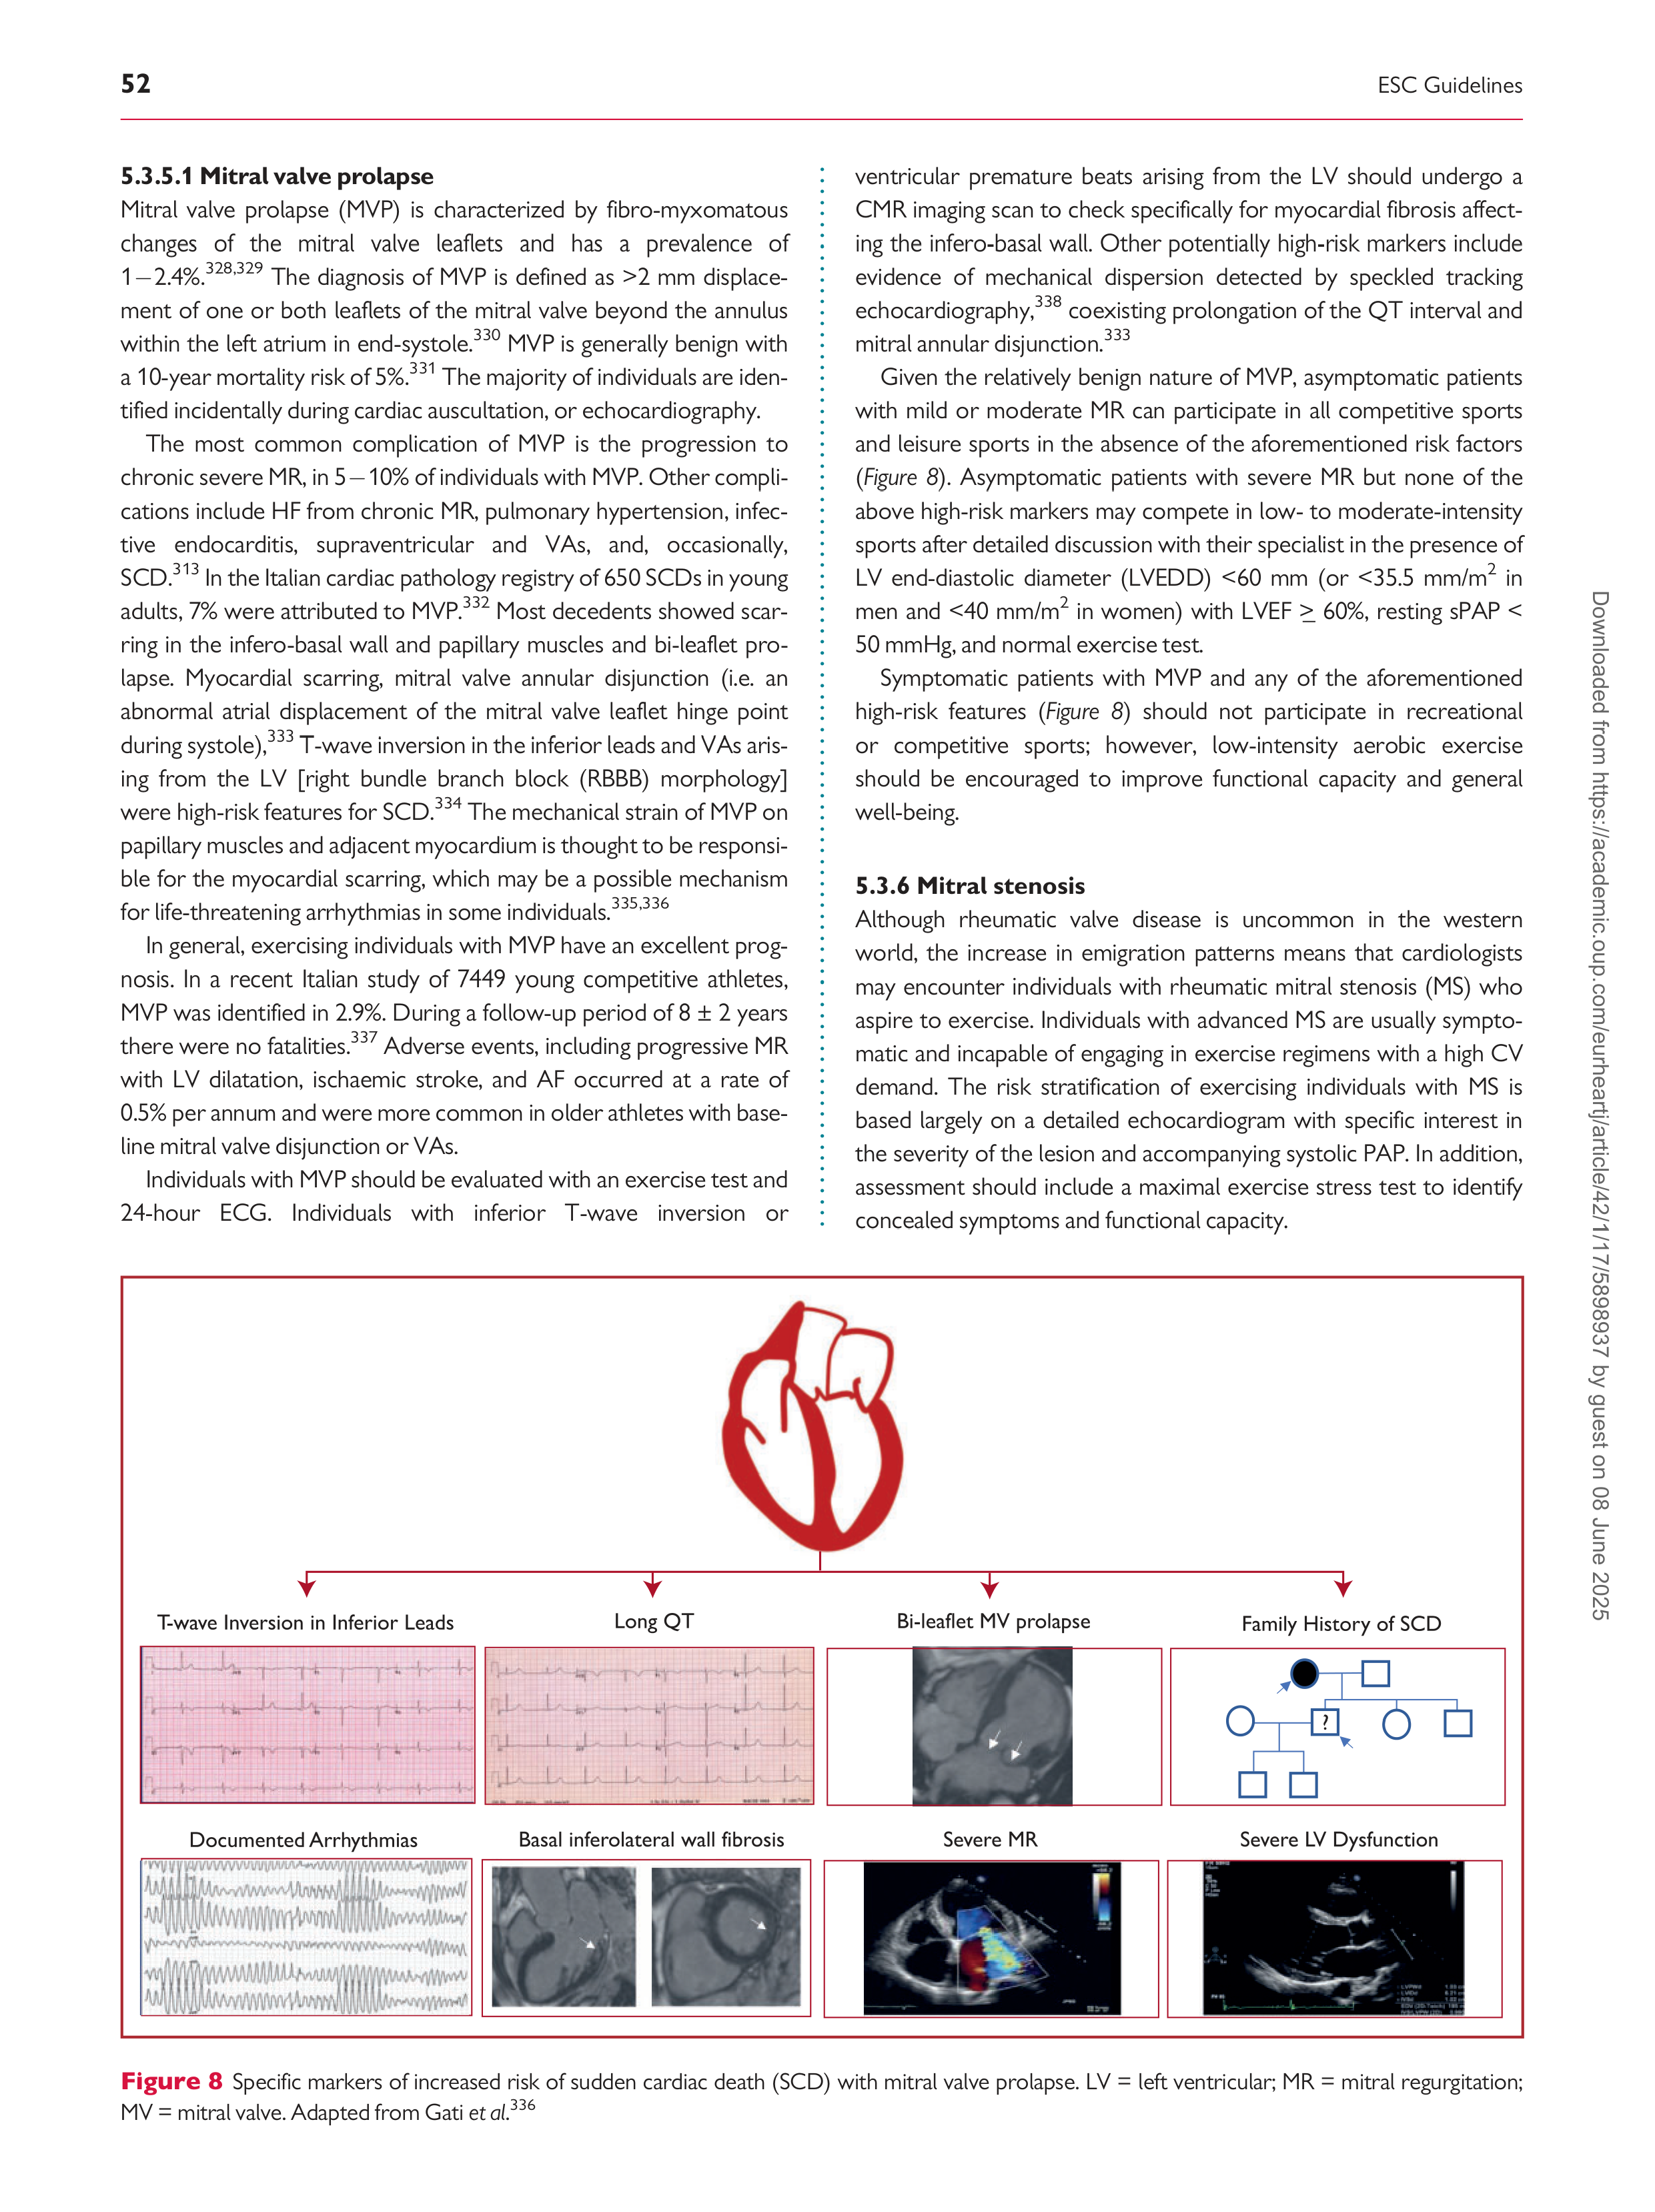 52
ESC Guidelines
5.3.5.1 Mitral valve prolapse
Mitral valve prolapse (MVP) is characterized by fibro-myxomatous
changes of the mitral valve leaflets and has a prevalence of
1−2.4%.328,329 The diagnosis of MVP is defined as >2 mm displace-
ment of one or both leaflets of the mitral valve beyond the annulus
within the left atrium in end-systole.330 MVP is generally benign with
a 10-year mortality risk of 5%.331 The majority of individuals are iden-
tified incidentally during cardiac auscultation, or echocardiography.
The most common complication of MVP is the progression to
chronic severe MR, in 5−10% of individuals with MVP. Other compli-
cations include HF from chronic MR, pulmonary hypertension, infec-
tive endocarditis, supraventricular and VAs, and, occasionally,
SCD.313 In the Italian cardiac pathology registry of 650 SCDs in young
adults, 7% were attributed to MVP.332 Most decedents showed scar-
ring in the infero-basal wall and papillary muscles and bi-leaflet pro-
lapse. Myocardial scarring, mitral valve annular disjunction (i.e. an
abnormal atrial displacement of the mitral valve leaflet hinge point
during systole),333 T-wave inversion in the inferior leads and VAs aris-
ing from the LV [right bundle branch block (RBBB) morphology]
were high-risk features for SCD.334 The mechanical strain of MVP on
papillary muscles and adjacent myocardium is thought to be responsi-
ble for the myocardial scarring, which may be a possible mechanism
for life-threatening arrhythmias in some individuals.335,336
In general, exercising individuals with MVP have an excellent prog-
nosis. In a recent Italian study of 7449 young competitive athletes,
MVP was identified in 2.9%. During a follow-up period of 8 ± 2 years
there were no fatalities.337 Adverse events, including progressive MR
with LV dilatation, ischaemic stroke, and AF occurred at a rate of
0.5% per annum and were more common in older athletes with base-
line mitral valve disjunction or VAs.
Individuals with MVP should be evaluated with an exercise test and
24-hour ECG. Individuals with inferior T-wave inversion or
ventricular premature beats arising from the LV should undergo a
CMR imaging scan to check specifically for myocardial fibrosis affect-
ing the infero-basal wall. Other potentially high-risk markers include
evidence of mechanical dispersion detected by speckled tracking
echocardiography,338 coexisting prolongation of the QT interval and
mitral annular disjunction.333
Given the relatively benign nature of MVP, asymptomatic patients
with mild or moderate MR can participate in all competitive sports
and leisure sports in the absence of the aforementioned risk factors
(Figure 8). Asymptomatic patients with severe MR but none of the
above high-risk markers may compete in low- to moderate-intensity
sports after detailed discussion with their specialist in the presence of
LV end-diastolic diameter (LVEDD) <60 mm (or <35.5 mm/m2 in
men and <40 mm/m2 in women) with LVEF ≥ 60%, resting sPAP <
50 mmHg, and normal exercise test.
Symptomatic patients with MVP and any of the aforementioned
high-risk features (Figure 8) should not participate in recreational
or competitive sports; however, low-intensity aerobic exercise
should be encouraged to improve functional capacity and general
well-being.
5.3.6 Mitral stenosis
Although rheumatic valve disease is uncommon in the western
world, the increase in emigration patterns means that cardiologists
may encounter individuals with rheumatic mitral stenosis (MS) who
aspire to exercise. Individuals with advanced MS are usually sympto-
matic and incapable of engaging in exercise regimens with a high CV
demand. The risk stratification of exercising individuals with MS is
based largely on a detailed echocardiogram with specific interest in
the severity of the lesion and accompanying systolic PAP. In addition,
assessment should include a maximal exercise stress test to identify
concealed symptoms and functional capacity.
T-wave Inversion in Inferior Leads
Long QT
Bi-leaflet MV prolapse
Family History of SCD
?
Documented Arrhythmias
Basal inferolateral wall fibrosis
Severe MR
Severe LV Dysfunction
Figure 8 Specific markers of increased risk of sudden cardiac death (SCD) with mitral valve prolapse. LV = left ventricular; MR = mitral regurgitation;
MV = mitral valve. Adapted from Gati et al.336
Downloaded from https://academic.oup.com/eurheartj/article/42/1/17/5898937 by guest on 08 June 2025